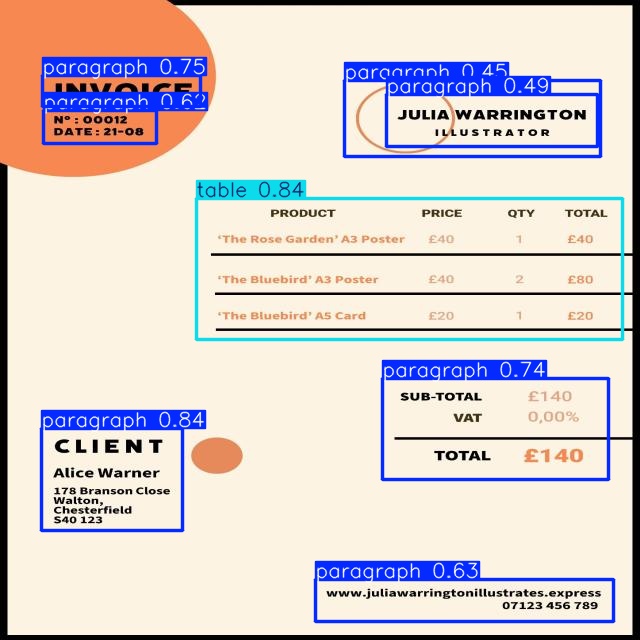 paragraph 0.75
INVOICE
paragraph 0.62
Nº : 00012
DATE : 21-08
paragraph 0.45
paragraph 0.49
JULIA WARRINGTON
ILLUSTRATOR
table 0.84
PRODUCT PRICE QTY TOTAL
‘The Rose Garden’ A3 Poster £40 1 £40
‘The Bluebird’ A3 Poster £40 2 £80
‘The Bluebird’ A5 Card £20 1 £20
paragraph 0.74
SUB-TOTAL £140
VAT 0,00%
TOTAL £140
paragraph 0.84
CLIENT
Alice Warner
178 Branson Close
Walton,
Chesterfield
S40 123
paragraph 0.63
www.juliawarringtonillustrates.express
07123 456 789